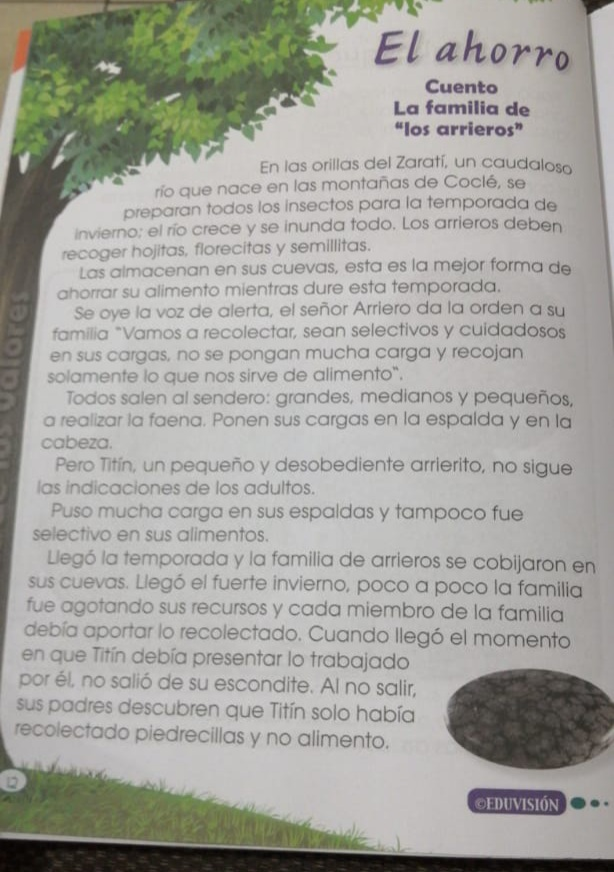 El ahorro
Cuento
La familia de
“los arrieros”
En las orillas del Zaratí, un caudaloso
río que nace en las montañas de Coclé, se
preparan todos los insectos para la temporada de
invierno; el río crece y se inunda todo. Los arrieros deben
recoger hojitas, florecitas y semillitas.
Las almacenan en sus cuevas, esta es la mejor forma de
ahorrar su alimento mientras dure esta temporada.
Se oye la voz de alerta, el señor Arriero da la orden a su
familia “Vamos a recolectar, sean selectivos y cuidadosos
en sus cargas, no se pongan mucha carga y recojan
solamente lo que nos sirve de alimento”.
Todos salen al sendero: grandes, medianos y pequeños,
a realizar la faena. Ponen sus cargas en la espalda y en la
cabeza.
Pero Titín, un pequeño y desobediente arrierito, no sigue
las indicaciones de los adultos.
Puso mucha carga en sus espaldas y tampoco fue
selectivo en sus alimentos.
Llegó la temporada y la familia de arrieros se cobijaron en
sus cuevas. Llegó el fuerte invierno, poco a poco la familia
fue agotando sus recursos y cada miembro de la familia
debía aportar lo recolectado. Cuando llegó el momento
en que Titín debía presentar lo trabajado
por él, no salió de su escondite. Al no salir,
sus padres descubren que Titín solo había
recolectado piedrecillas y no alimento.
12
©EDUVISIÓN
de los valores